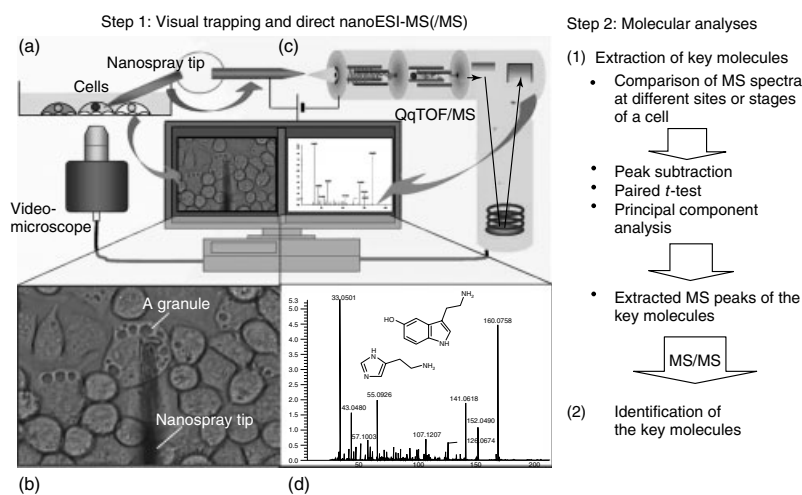 Step 1: Visual trapping and direct nanoESI-MS(/MS)
(a)
Nanospray tip
(c)
Cells
QqTOF/MS
Video-
microscope
A granule
Nanospray tip
(b)
5.3
5.0
4.5
4.0
3.5
3.0
2.5
2.0
1.5
1.0
0.5
0.0
33.0501
43.0480
57.1003
55.0926
107.1207
141.0618
152.0490
126.0674
160.0758
50
100
150
200
HO
NH2
NH
H
N
N
NH2
(d)
Step 2: Molecular analyses
(1) Extraction of key molecules
• Comparison of MS spectra
at different sites or stages
of a cell
• Peak subtraction
• Paired t-test
• Principal component
analysis
• Extracted MS peaks of the
key molecules
MS/MS
(2) Identification of
the key molecules